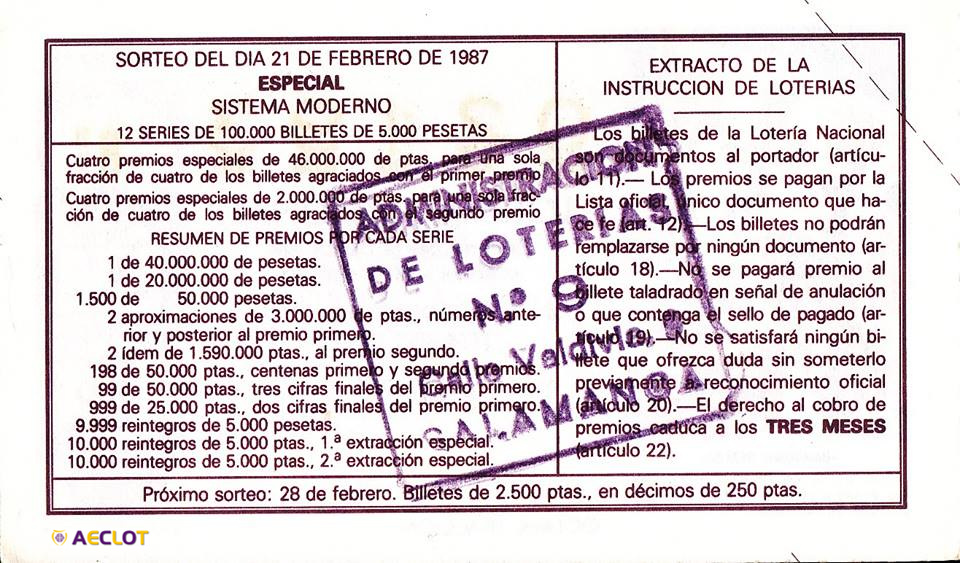 SORTEO DEL DIA 21 DE FEBRERO DE 1987
ESPECIAL
SISTEMA MODERNO
12 SERIES DE 100.000 BILLETES DE 5.000 PESETAS
Cuatro premios especiales de 46.000.000 de ptas. para una sola
fracción de cuatro de los billetes agraciados con el primer premio
Cuatro premios especiales de 2.000.000 de ptas. para una sola frac-
ción de cuatro de los billetes agraciados con el segundo premio
RESUMEN DE PREMIOS POR CADA SERIE
1 de 40.000.000 de pesetas.
1 de 20.000.000 de pesetas.
1.500 de 50.000 pesetas.
2 aproximaciones de 3.000.000 de ptas., números ante-
rior y posterior al premio primero.
2 ídem de 1.590.000 ptas., al premio segundo.
198 de 50.000 ptas., centenas primero y segundo premios.
99 de 50.000 ptas., tres cifras finales del premio primero.
999 de 25.000 ptas., dos cifras finales del premio primero.
9.999 reintegros de 5.000 pesetas.
10.000 reintegros de 5.000 ptas., 1.ª extracción especial.
10.000 reintegros de 5.000 ptas., 2.ª extracción especial.
EXTRACTO DE LA
INSTRUCCION DE LOTERIAS
Los billetes de la Lotería Nacional
son documentos al portador (artícu-
lo 11).— Los premios se pagan por la
Lista oficial, único documento que ha-
ce fe (art. 12).—Los billetes no podrán
remplazarse por ningún documento (ar-
tículo 18).—No se pagará premio al
billete taladrado en señal de anulación
o que contenga el sello de pagado (ar-
tículo 19).—No se satisfará ningún bi-
llete que ofrezca duda sin someterlo
previamente a reconocimiento oficial
(artículo 20).—El derecho al cobro de
premios caduca a los TRES MESES
(artículo 22).
ADMINISTRACION
DE LOTERIAS
N.º 9
Calle Valdivia
SALAMANCA
Próximo sorteo: 28 de febrero. Billetes de 2.500 ptas., en décimos de 250 ptas.
AECLOT